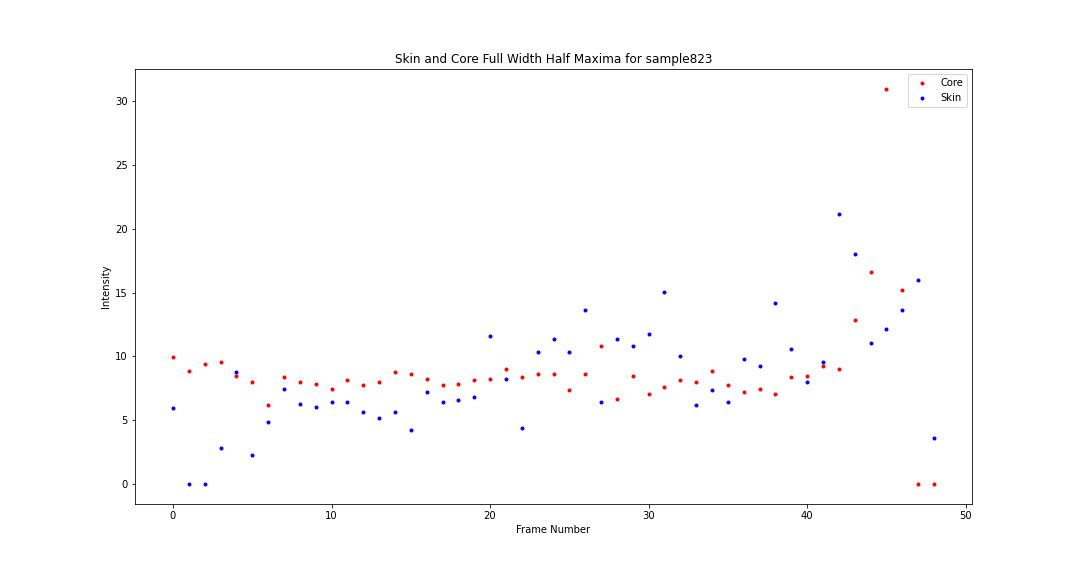 Skin and Core Full Width Half Maxima for sample823
Core
Skin
30
25
20
15
10
5
0
Intensity
0 10 20 30 40 50
Frame Number